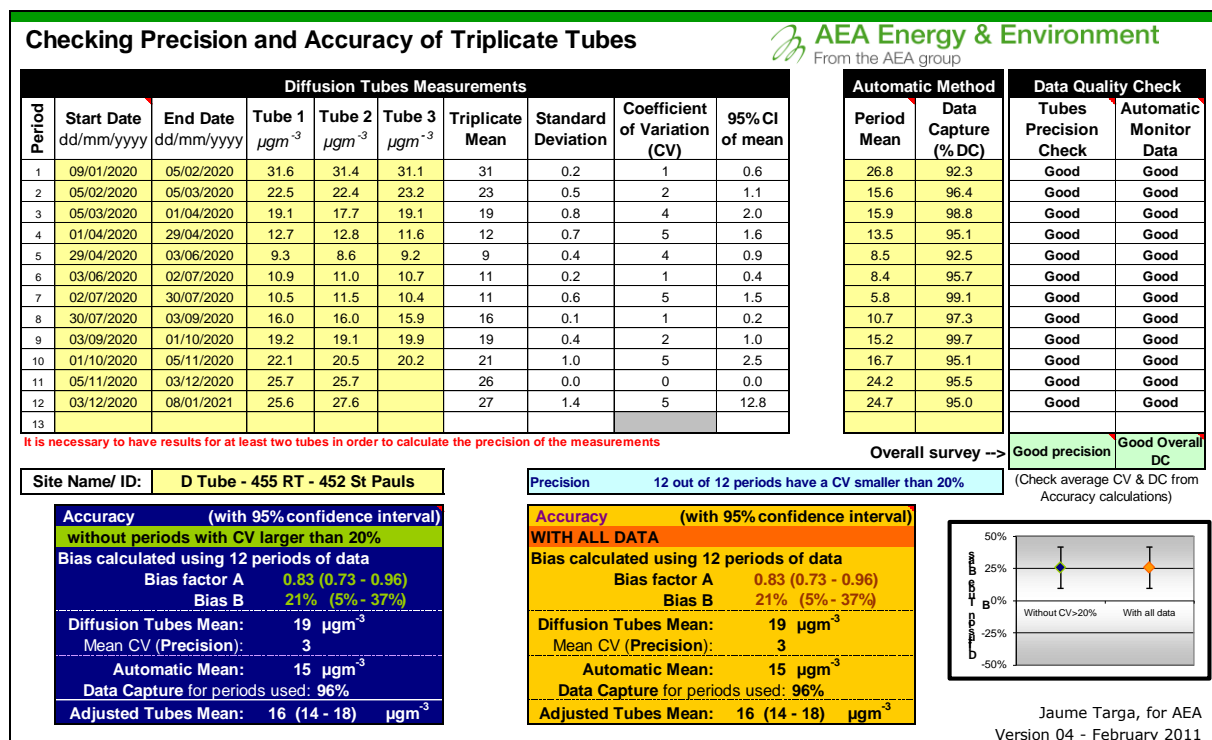 Checking Precision and Accuracy of Triplicate Tubes
AEA Energy & Environment
From the AEA group
Diffusion Tubes Measurements
Automatic Method
Data Quality Check
Period Start Date dd/mm/yyyy End Date dd/mm/yyyy Tube 1 µgm-3 Tube 2 µgm-3 Tube 3 µgm-3 Triplicate Mean Standard Deviation Coefficient of Variation (CV) 95% CI of mean Period Mean Data Capture (% DC) Tubes Precision Check Automatic Monitor Data
1 09/01/2020 05/02/2020 31.6 31.4 31.1 31 0.2 1 0.6 26.8 92.3 Good Good
2 05/02/2020 05/03/2020 22.5 22.4 23.2 23 0.5 2 1.1 15.6 96.4 Good Good
3 05/03/2020 01/04/2020 19.1 17.7 19.1 19 0.8 4 2.0 15.9 98.8 Good Good
4 01/04/2020 29/04/2020 12.7 12.8 11.6 12 0.7 5 1.6 13.5 95.1 Good Good
5 29/04/2020 03/06/2020 9.3 8.6 9.2 9 0.4 4 0.9 8.5 92.5 Good Good
6 03/06/2020 02/07/2020 10.9 11.0 10.7 11 0.2 1 0.4 8.4 95.7 Good Good
7 02/07/2020 30/07/2020 10.5 11.5 10.4 11 0.6 5 1.5 5.8 99.1 Good Good
8 30/07/2020 03/09/2020 16.0 16.0 15.9 16 0.1 1 0.2 10.7 97.3 Good Good
9 03/09/2020 01/10/2020 19.2 19.1 19.9 19 0.4 2 1.0 15.2 99.7 Good Good
10 01/10/2020 05/11/2020 22.1 20.5 20.2 21 1.0 5 2.5 16.7 95.1 Good Good
11 05/11/2020 03/12/2020 25.7 25.7 26 0.0 0 0.0 24.2 95.5 Good Good
12 03/12/2020 08/01/2021 25.6 27.6 27 1.4 5 12.8 24.7 95.0 Good Good
13
It is necessary to have results for at least two tubes in order to calculate the precision of the measurements
Overall survey --> Good precision Good Overall DC
Site Name/ ID: D Tube - 455 RT - 452 St Pauls
Precision 12 out of 12 periods have a CV smaller than 20%
(Check average CV & DC from
Accuracy calculations)
Accuracy (with 95% confidence interval)
without periods with CV larger than 20%
Bias calculated using 12 periods of data
Bias factor A 0.83 (0.73 - 0.96)
Bias B 21% (5% - 37%)
Diffusion Tubes Mean: 19 µgm-3
Mean CV (Precision): 3
Automatic Mean: 15 µgm-3
Data Capture for periods used: 96%
Adjusted Tubes Mean: 16 (14 - 18) µgm-3
Accuracy (with 95% confidence interval)
WITH ALL DATA
Bias calculated using 12 periods of data
Bias factor A 0.83 (0.73 - 0.96)
Bias B 21% (5% - 37%)
Diffusion Tubes Mean: 19 µgm-3
Mean CV (Precision): 3
Automatic Mean: 15 µgm-3
Data Capture for periods used: 96%
Adjusted Tubes Mean: 16 (14 - 18) µgm-3
50%
25%
0%
-25%
-50%
Without CV>20%
With all data
Jaume Targa, for AEA
Version 04 - February 2011